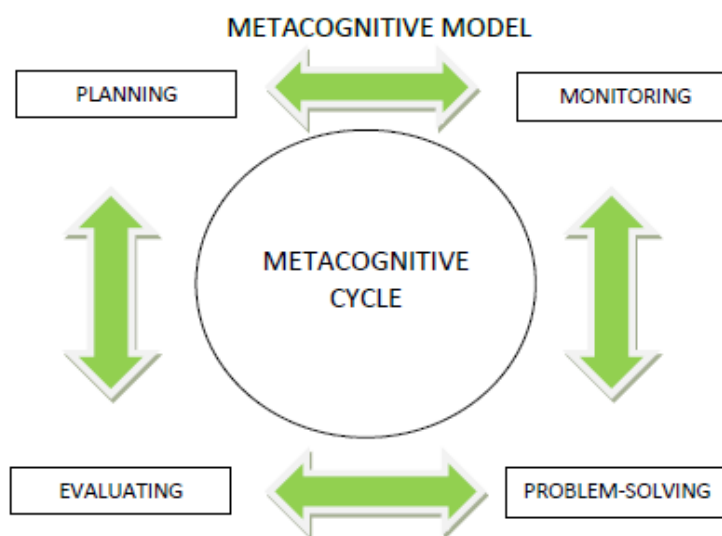 METACOGNITIVE MODEL
PLANNING
MONITORING
METACOGNITIVE
CYCLE
EVALUATING
PROBLEM-SOLVING